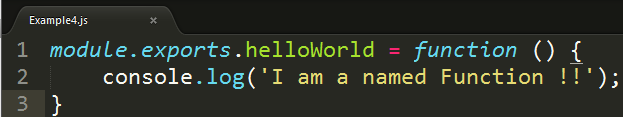 Example4.js ×
1 module.exports.helloWorld = function () {
2     console.log('I am a named Function !!');
3 }